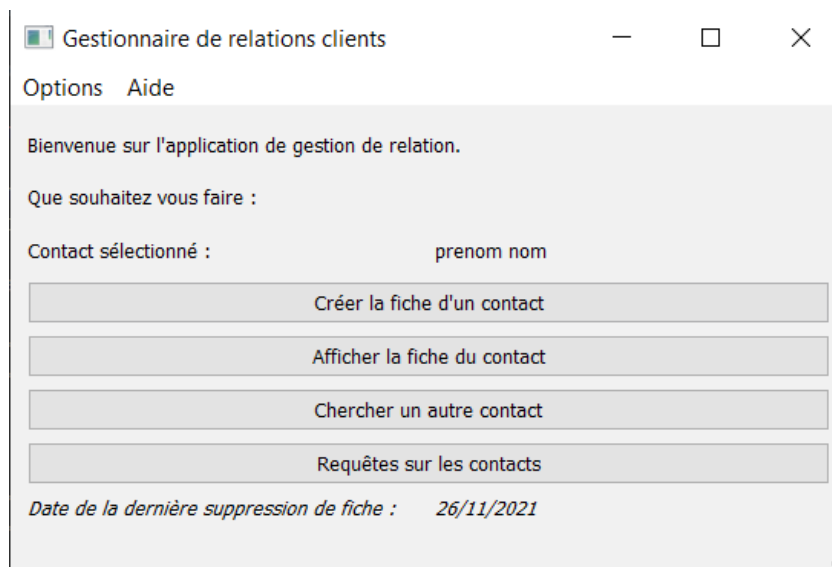 Gestionnaire de relations clients
Options Aide
Bienvenue sur l'application de gestion de relation.
Que souhaitez vous faire :
Contact sélectionné : prenom nom
Créer la fiche d'un contact
Afficher la fiche du contact
Chercher un autre contact
Requêtes sur les contacts
Date de la dernière suppression de fiche : 26/11/2021